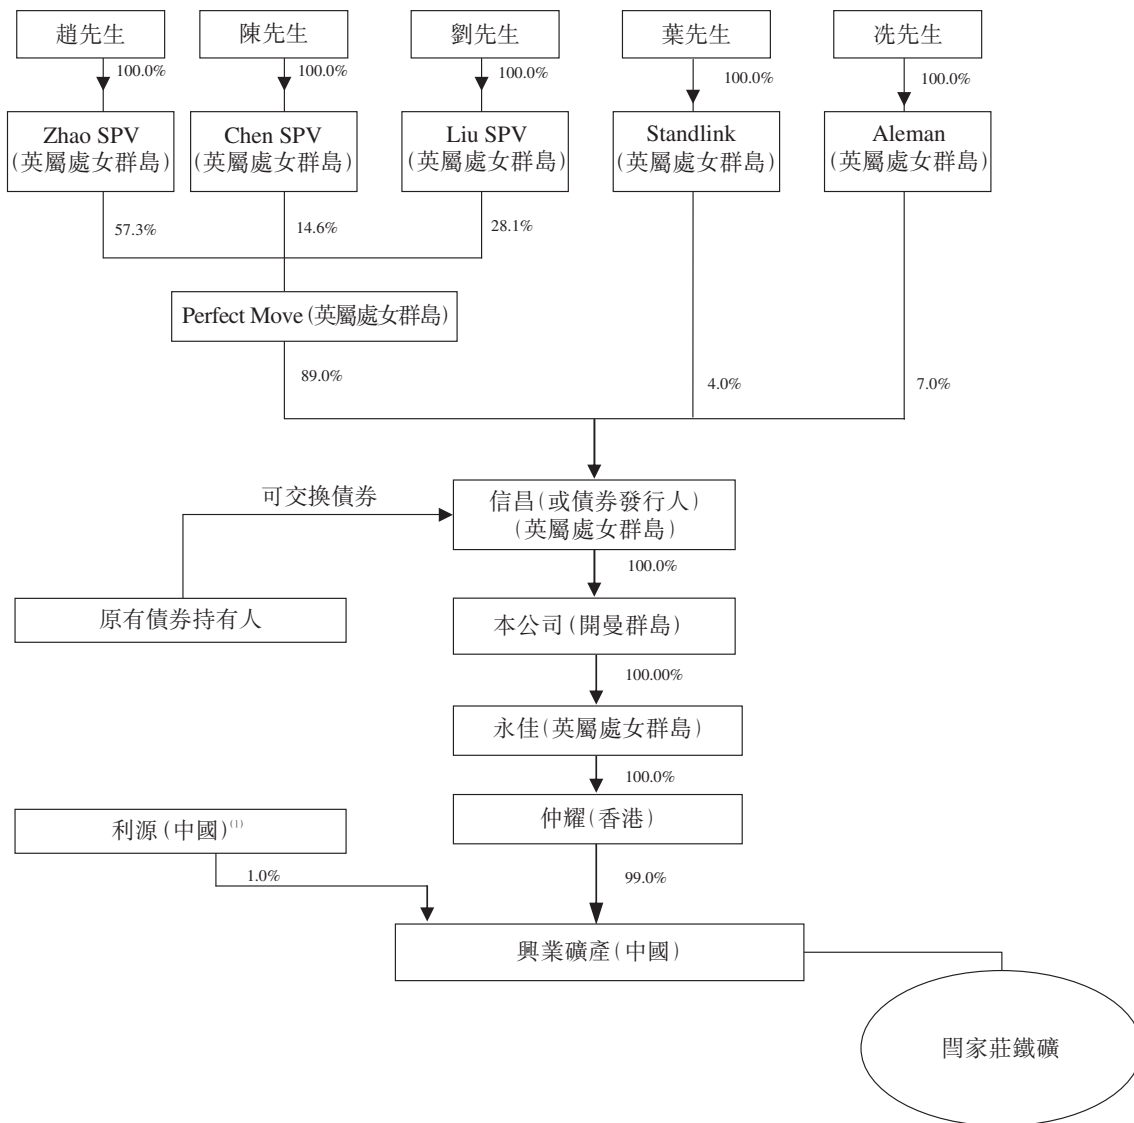 趙先生
陳先生
劉先生
葉先生
冼先生
100.0%
100.0%
100.0%
100.0%
100.0%
Zhao SPV
(英屬處女群島)
Chen SPV
(英屬處女群島)
Liu SPV
(英屬處女群島)
Standlink
(英屬處女群島)
Aleman
(英屬處女群島)
57.3%
14.6%
28.1%
Perfect Move (英屬處女群島)
89.0%
4.0%
7.0%
可交換債券
信昌(或債券發行人)
(英屬處女群島)
100.0%
原有債券持有人
本公司(開曼群島)
100.00%
永佳(英屬處女群島)
100.0%
利源(中國)(1)
仲耀(香港)
1.0%
99.0%
興業礦產(中國)
閆家莊鐵礦